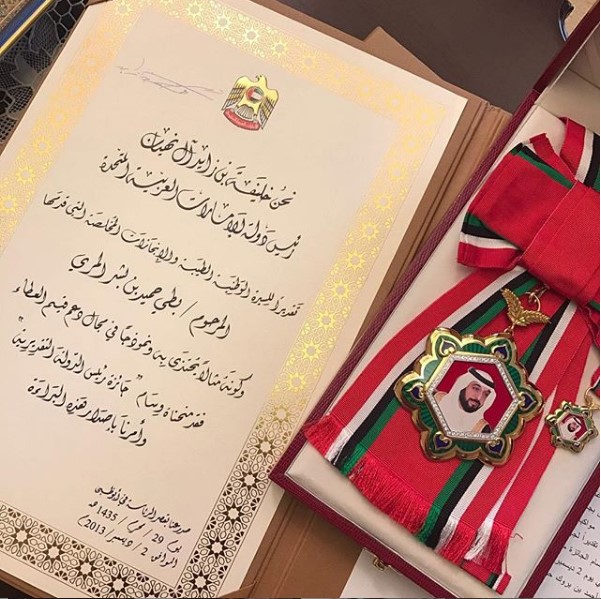 نحن خليفة بن زايد آل نهيان
رئيس دولة الإمارات العربية المتحدة
تقديراً للسيرة الوطنية الطيبة والإنجازات المخلصة التي قدمها
المرحوم / بطي حميد بن بشر المري
وكونه مثالاً يحتذى به ونموذجاً في مجال دعم قيم العطاء
فقد منحناه وسام " جائزة رئيس الدولة التقديرية "
وأمرنا بإصدار هذه البراءة
صدر عنا بقصر الرئاسة في أبوظبي
في 29 / محرم / 1435 هـ
الموافق 2 / ديسمبر / 2013